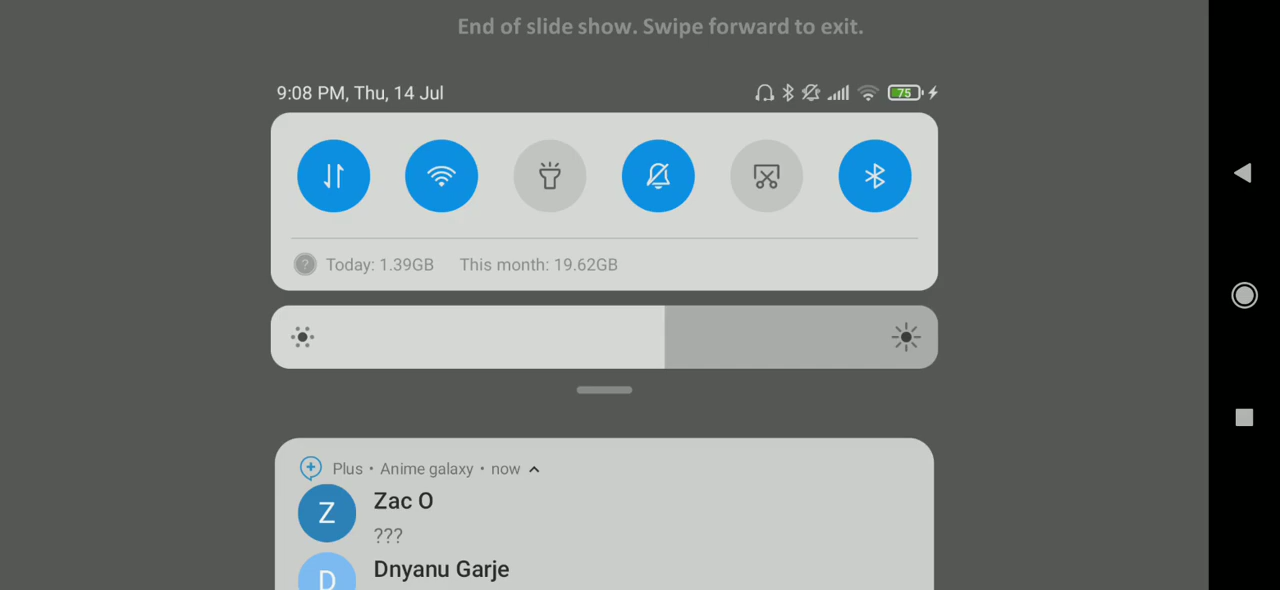 End of slide show. Swipe forward to exit.
9:08 PM, Thu, 14 Jul
75
? Today: 1.39GB This month: 19.62GB
Plus • Anime galaxy • now
Z
Zac O
???
D
Dnyanu Garje